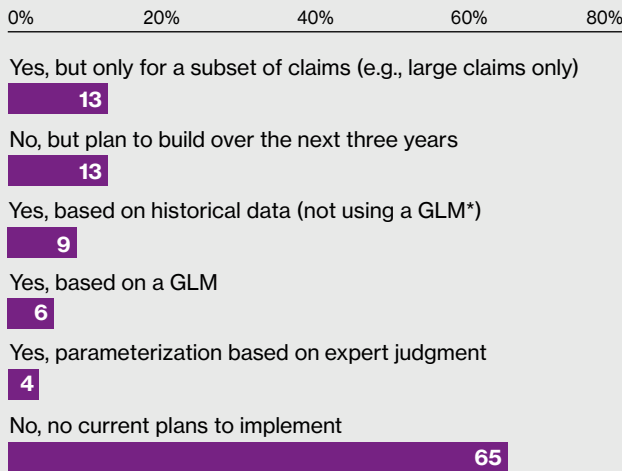 0% 20% 40% 60% 80%
Yes, but only for a subset of claims (e.g., large claims only)
13
No, but plan to build over the next three years
13
Yes, based on historical data (not using a GLM*)
9
Yes, based on a GLM
6
Yes, parameterization based on expert judgment
4
No, no current plans to implement
65